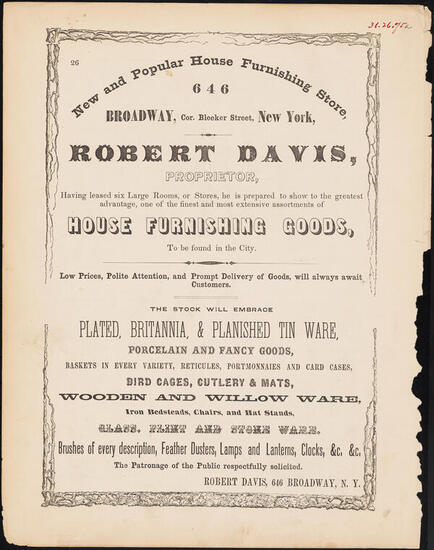 31.26.752
26
New and Popular House Furnishing Store,
646
BROADWAY, Cor. Bleeker Street, New York,
ROBERT DAVIS,
PROPRIETOR,
Having leased six Large Rooms, or Stores, he is prepared to show to the greatest
advantage, one of the finest and most extensive assortments of
HOUSE FURNISHING GOODS,
To be found in the City.
Low Prices, Polite Attention, and Prompt Delivery of Goods, will always await
Customers.
THE STOCK WILL EMBRACE
PLATED, BRITANNIA, & PLANISHED TIN WARE,
PORCELAIN AND FANCY GOODS,
BASKETS IN EVERY VARIETY, RETICULES, PORTMONNAIES AND CARD CASES,
BIRD CAGES, CUTLERY & MATS,
WOODEN AND WILLOW WARE,
Iron Bedsteads, Chairs, and Hat Stands.
GLASS, FLINT AND STONE WARE.
Brushes of every description, Feather Dusters, Lamps and Lanterns, Clocks, &c. &c.
The Patronage of the Public respectfully solicited.
ROBERT DAVIS, 646 BROADWAY, N. Y.